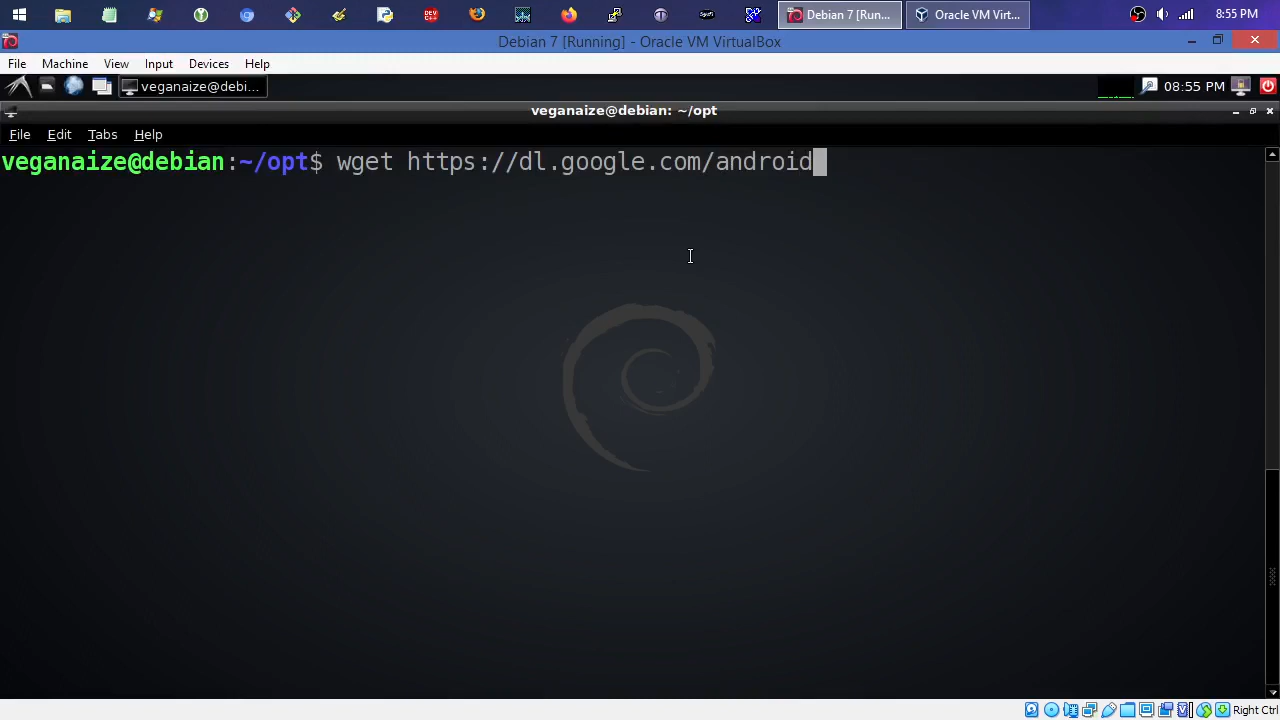 DEV C++
Debian 7 [Run...
Oracle VM Virt...
8:55 PM
Debian 7 [Running] - Oracle VM VirtualBox
File Machine View Input Devices Help
veganaize@debi...
08:55 PM
veganaize@debian: ~/opt
File Edit Tabs Help
veganaize@debian:~/opt$ wget https://dl.google.com/android
Right Ctrl